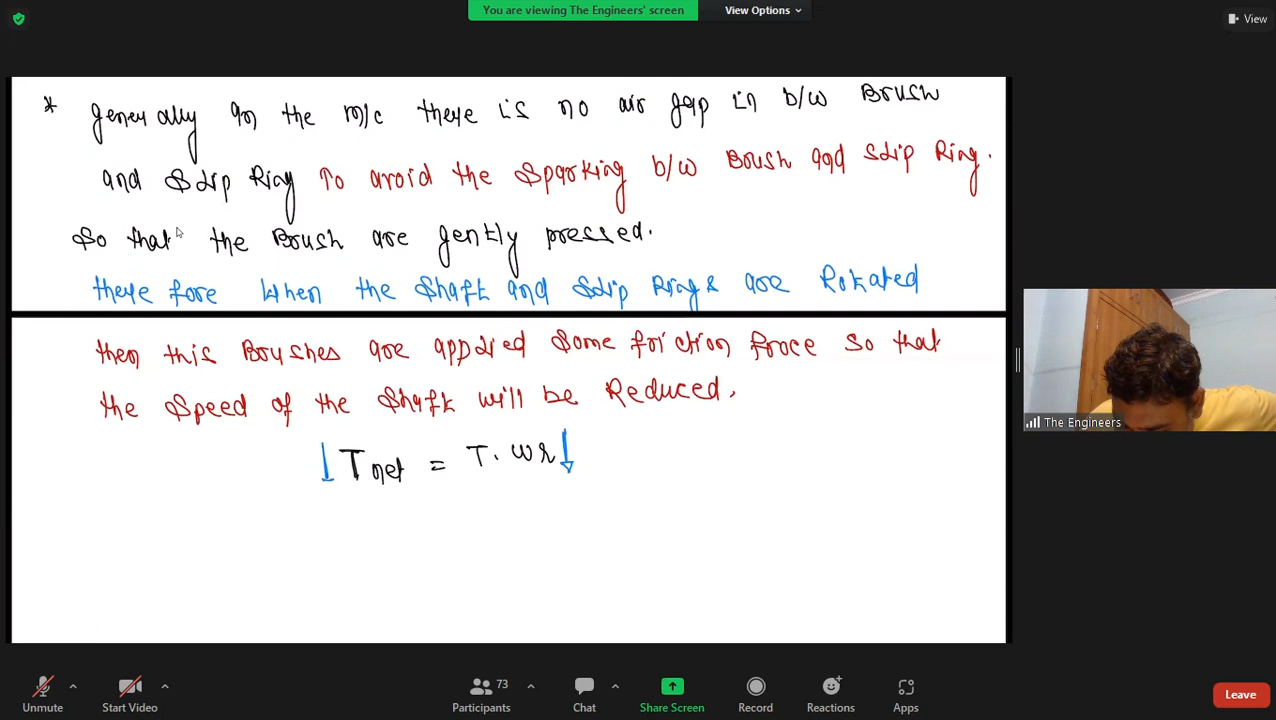 You are viewing The Engineers' screen
View Options
View
* generally In the M/c there is no air gap in b/w Brush
and Slip Ring To avoid the Sparking b/w Brush and Slip Ring.
So that the Brush are gently pressed.
there fore When the Shaft and Slip Rings are Rotated
then this Brushes are applied Some friction froce so that
the Speed of the Shaft will be Reduced.
↓ Tnet = T. ωr ↓
The Engineers
Unmute
Start Video
73
Participants
Chat
Share Screen
Record
Reactions
Apps
Leave